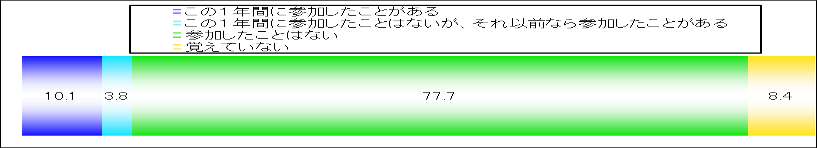 この１年間に参加したことがある
この１年間に参加したことはないが、それ以前なら参加したことがある
参加したことはない
覚えていない
10.1 3.8 77.7 8.4